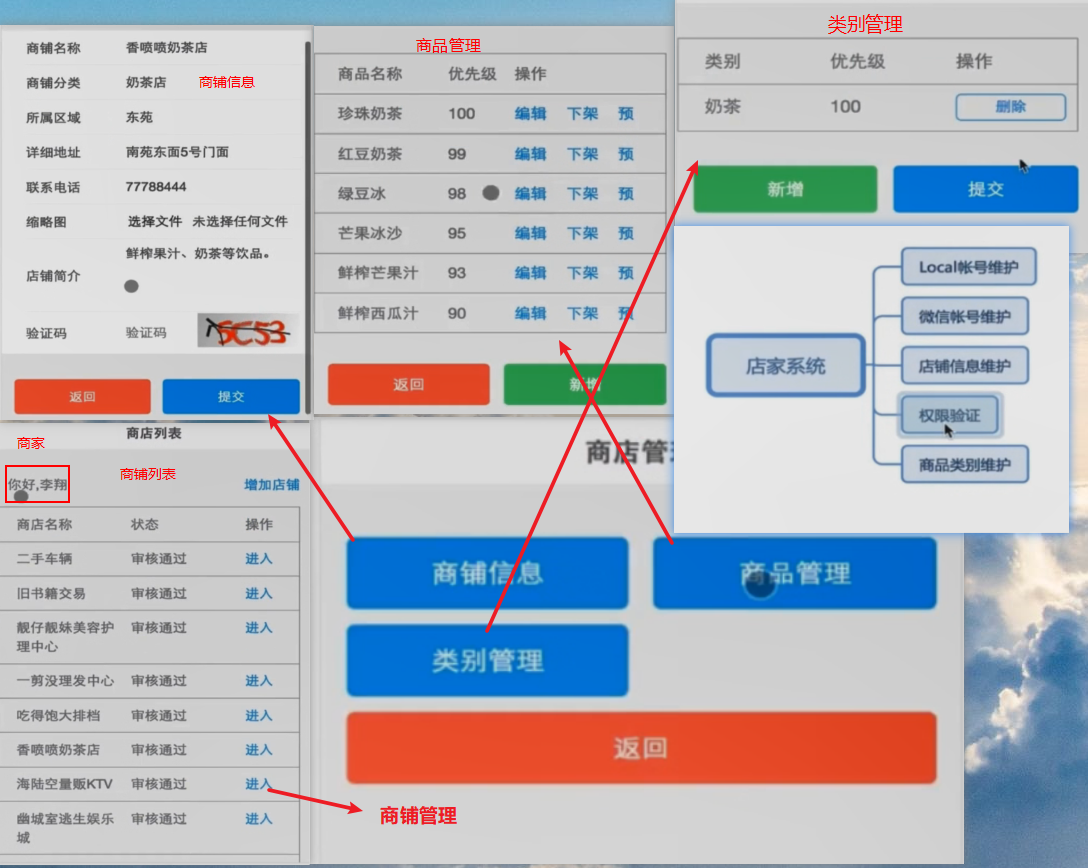 商铺名称 香喷喷奶茶店
商铺分类 奶茶店 商铺信息
所属区域 东苑
详细地址 南苑东面5号门面
联系电话 77788444
缩略图 选择文件 未选择任何文件
鲜榨果汁、奶茶等饮品。
店铺简介
验证码 验证码
返回 提交
商品管理
商品名称 优先级 操作
珍珠奶茶 100 编辑 下架 预
红豆奶茶 99 编辑 下架 预
绿豆冰 98 编辑 下架 预
芒果冰沙 95 编辑 下架 预
鲜榨芒果汁 93 编辑 下架 预
鲜榨西瓜汁 90 编辑 下架 预
返回 新增
类别管理
类别 优先级 操作
奶茶 100 删除
新增 提交
店家系统
Local帐号维护
微信帐号维护
店铺信息维护
权限验证
商品类别维护
商店列表
商家
你好,李翔 商铺列表 增加店铺
商店名称 状态 操作
二手车辆 审核通过 进入
旧书籍交易 审核通过 进入
靓仔靓妹美容护 审核通过 进入
理中心
一剪没理发中心 审核通过 进入
吃得饱大排档 审核通过 进入
香喷喷奶茶店 审核通过 进入
海陆空量贩KTV 审核通过 进入
幽城室逃生娱乐 审核通过 进入
城
商店管
商铺信息 商品管理
类别管理
返回
商铺管理